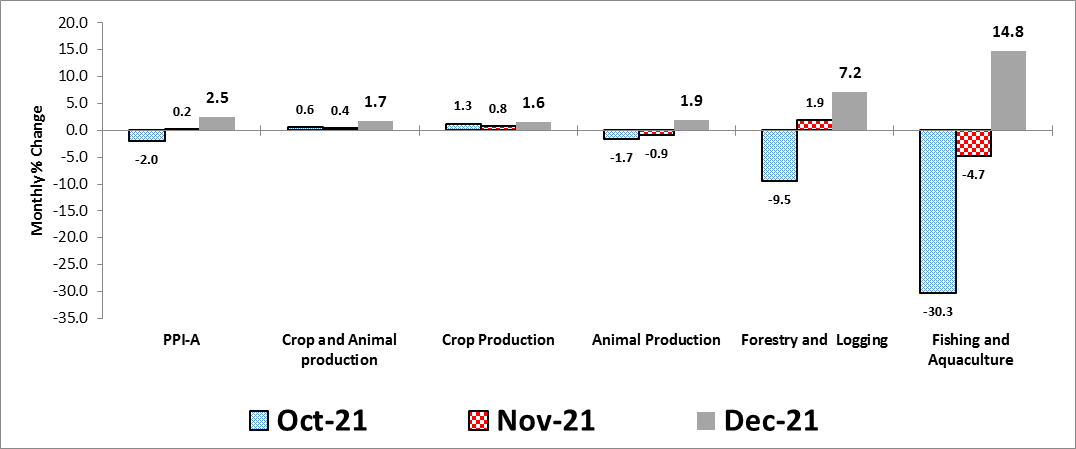 20.0
15.0
10.0
5.0
0.0
-5.0
-10.0
-15.0
-20.0
-25.0
-30.0
-35.0
Monthly % Change
-2.0
0.2
2.5
0.6
0.4
1.7
1.3
0.8
1.6
-1.7
-0.9
1.9
-9.5
1.9
7.2
-30.3
-4.7
14.8
PPI-A
Crop and Animal
production
Crop Production
Animal Production
Forestry and Logging
Fishing and
Aquaculture
Oct-21
Nov-21
Dec-21